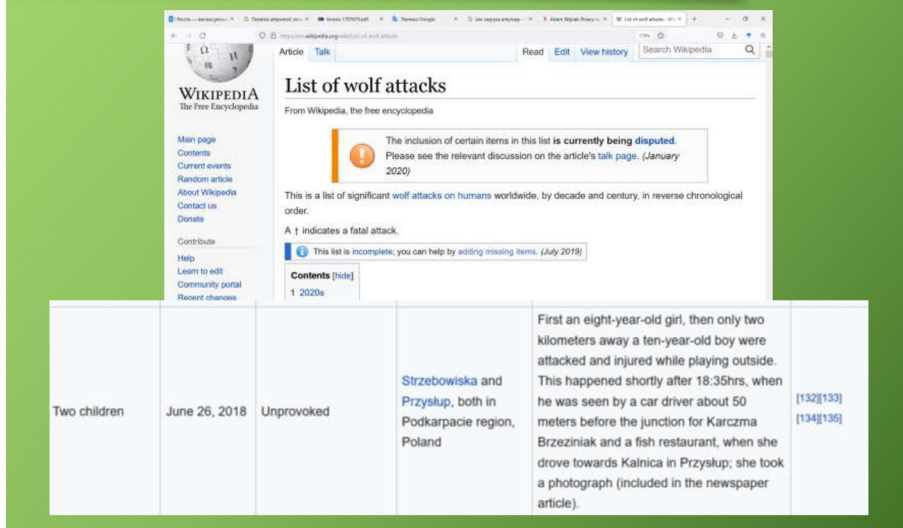 Poczta —
Article Talk Read Edit View history Search Wikipedia
WIKIPEDIA
The Free Encyclopedia
Main page
Contents
Current events
Random article
About Wikipedia
Contact us
Donate
Contribute
Help
Learn to edit
Community portal
Recent changes
List of wolf attacks
From Wikipedia, the free encyclopedia
The inclusion of certain items in this list is currently being disputed.
Please see the relevant discussion on the article's talk page. (January
2020)
This is a list of significant wolf attacks on humans worldwide, by decade and century, in reverse chronological
order.
A † indicates a fatal attack.
This list is incomplete; you can help by adding missing items. (July 2019)
Contents [hide]
1 2020s
Two children
June 26, 2018
Unprovoked
Strzebowiska and
Przysłup, both in
Podkarpacie region,
Poland
First an eight-year-old girl, then only two
kilometers away a ten-year-old boy were
attacked and injured while playing outside.
This happened shortly after 18:35hrs, when
he was seen by a car driver about 50
meters before the junction for Karczma
Brzeziniak and a fish restaurant, when she
drove towards Kalnica in Przysłup; she took
a photograph (included in the newspaper
article).
[132][133]
[134][135]